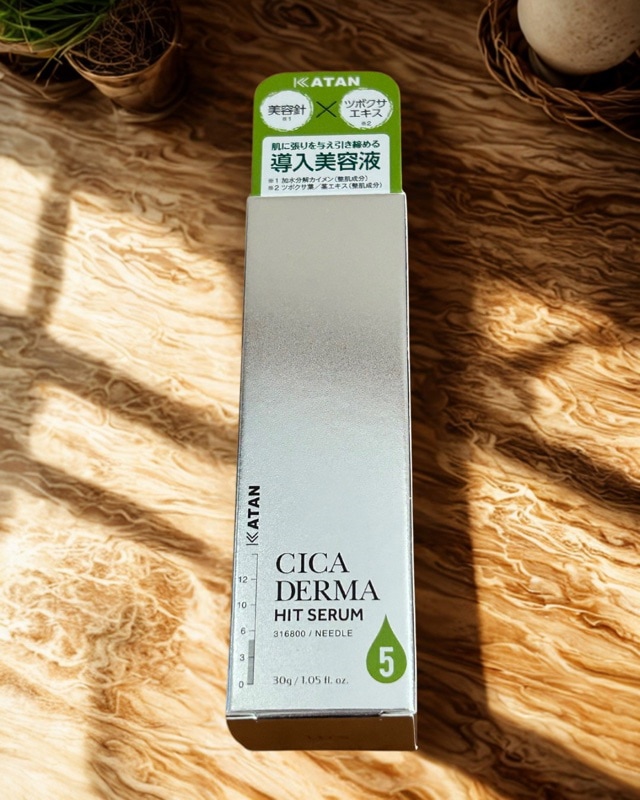 KATAN
美容針
※1
×
ツボクサ
エキス
※2
肌に張りを与え引き締める
導入美容液
※1 加水分解カイメン(整肌成分)
※2 ツボクサ葉/茎エキス(整肌成分)
KATAN
CICA
DERMA
HIT SERUM
316800 / NEEDLE
12
10
6
3
0
5
30g / 1.05 fl. oz.